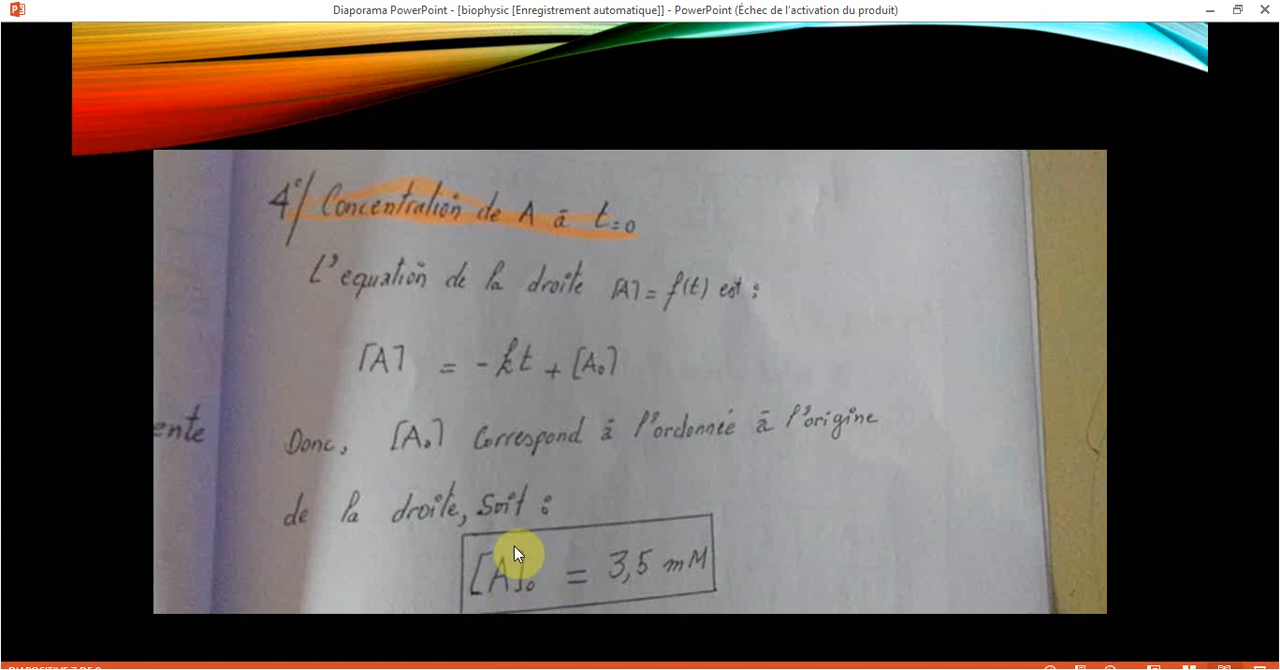 Diaporama PowerPoint - [biophysic [Enregistrement automatique]] - PowerPoint (Échec de l'activation du produit)
4°/ Concentration de A à t=0
L'equation de la droite [A] = f(t) est :
[A] = -kt + [A₀]
ente
Donc, [A₀] Correspond à l'ordonnée à l'origine
de la droite, Soit :
[A]₀ = 3,5 mM